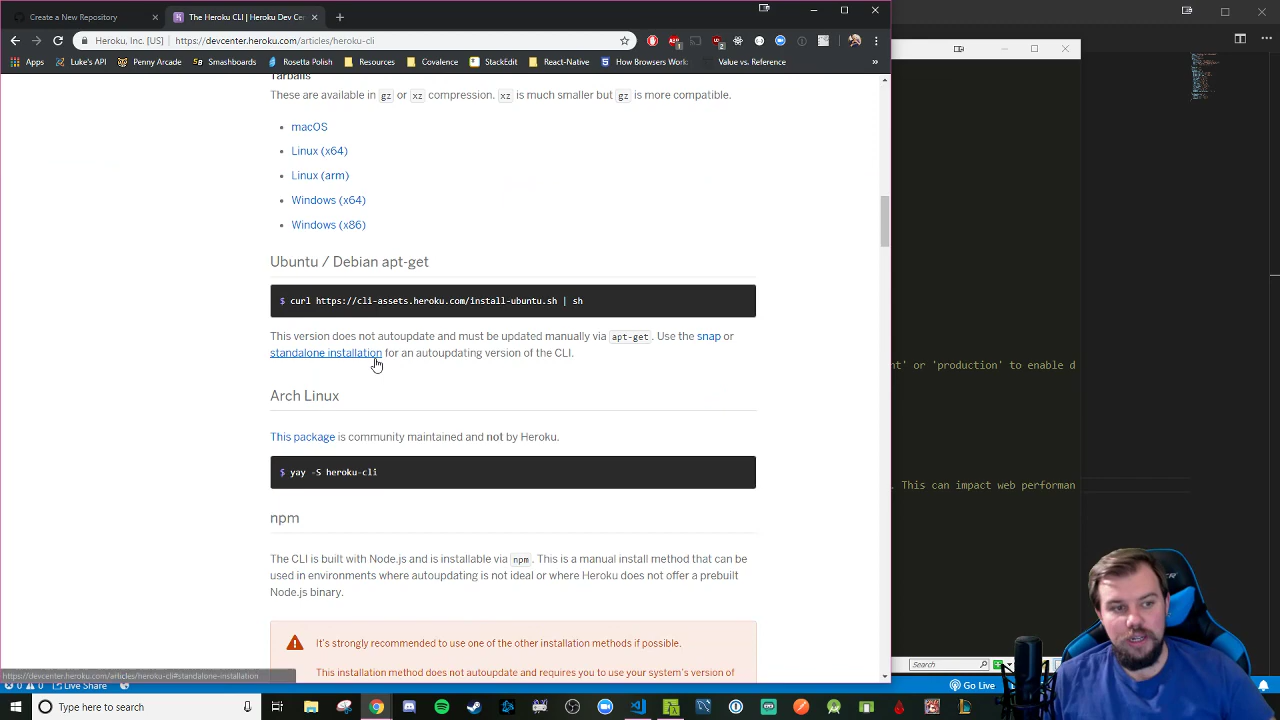 Create a New Repository
The Heroku CLI | Heroku Dev Cen
Heroku, Inc. [US]
https://devcenter.heroku.com/articles/heroku-cli
Apps
Luke's API
Penny Arcade
Smashboards
Rosetta Polish
Resources
Covalence
StackEdit
React-Native
How Browsers Work
Value vs. Reference
»
Tarballs
These are available in gz or xz compression. xz is much smaller but gz is more compatible.
• macOS
• Linux (x64)
• Linux (arm)
• Windows (x64)
• Windows (x86)
Ubuntu / Debian apt-get
$ curl https://cli-assets.heroku.com/install-ubuntu.sh | sh
This version does not autoupdate and must be updated manually via apt-get. Use the snap or
standalone installation for an autoupdating version of the CLI.
nt' or 'production' to enable d
Arch Linux
This package is community maintained and not by Heroku.
$ yay -S heroku-cli
. This can impact web performan
npm
The CLI is built with Node.js and is installable via npm. This is a manual install method that can be
used in environments where autoupdating is not ideal or where Heroku does not offer a prebuilt
Node.js binary.
It's strongly recommended to use one of the other installation methods if possible.
This installation method does not autoupdate and requires you to use your system's version of
https://devcenter.heroku.com/articles/heroku-cli#standalone-installation
Search
0 0 Live Share
Go Live
Type here to search